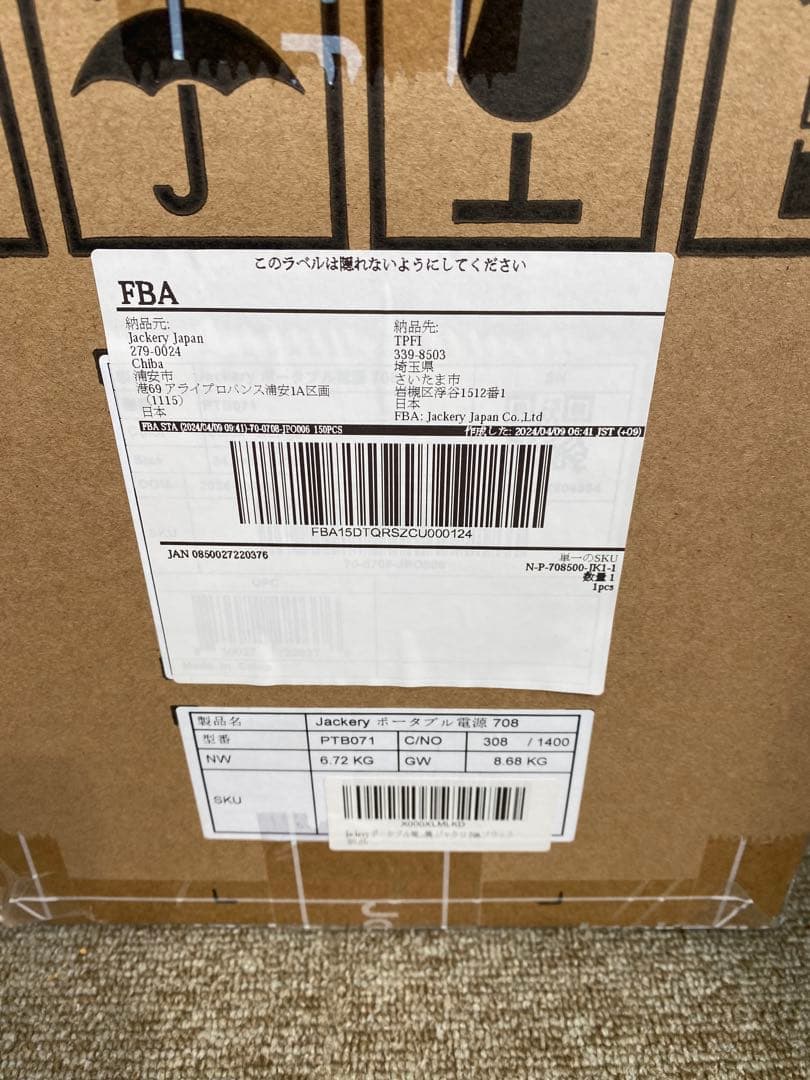 このラベルは隠れないようにしてください
FBA
納品元:
Jackery Japan
279-0024
Chiba
浦安市
港69 アライプロバンス浦安1A区画
(1115)
日本
納品先:
TPFI
339-8503
埼玉県
さいたま市
岩槻区浮谷1512番1
日本
FBA: Jackery Japan Co.,Ltd
FBA STA (2024/04/09 09:41)-70-0708-JPO006 150PCS
作成した: 2024/04/09 06:41 JST (+09)
FBA15DTQRSZCU000124
JAN 0850027220376
単一のSKU
N-P-708500-JK1-1
数量 1
1pcs
製品名 Jackery ポータブル電源 708
型番 PTB071 C/NO 308 / 1400
NW 6.72 KG GW 8.68 KG
SKU
X000XLMLKD